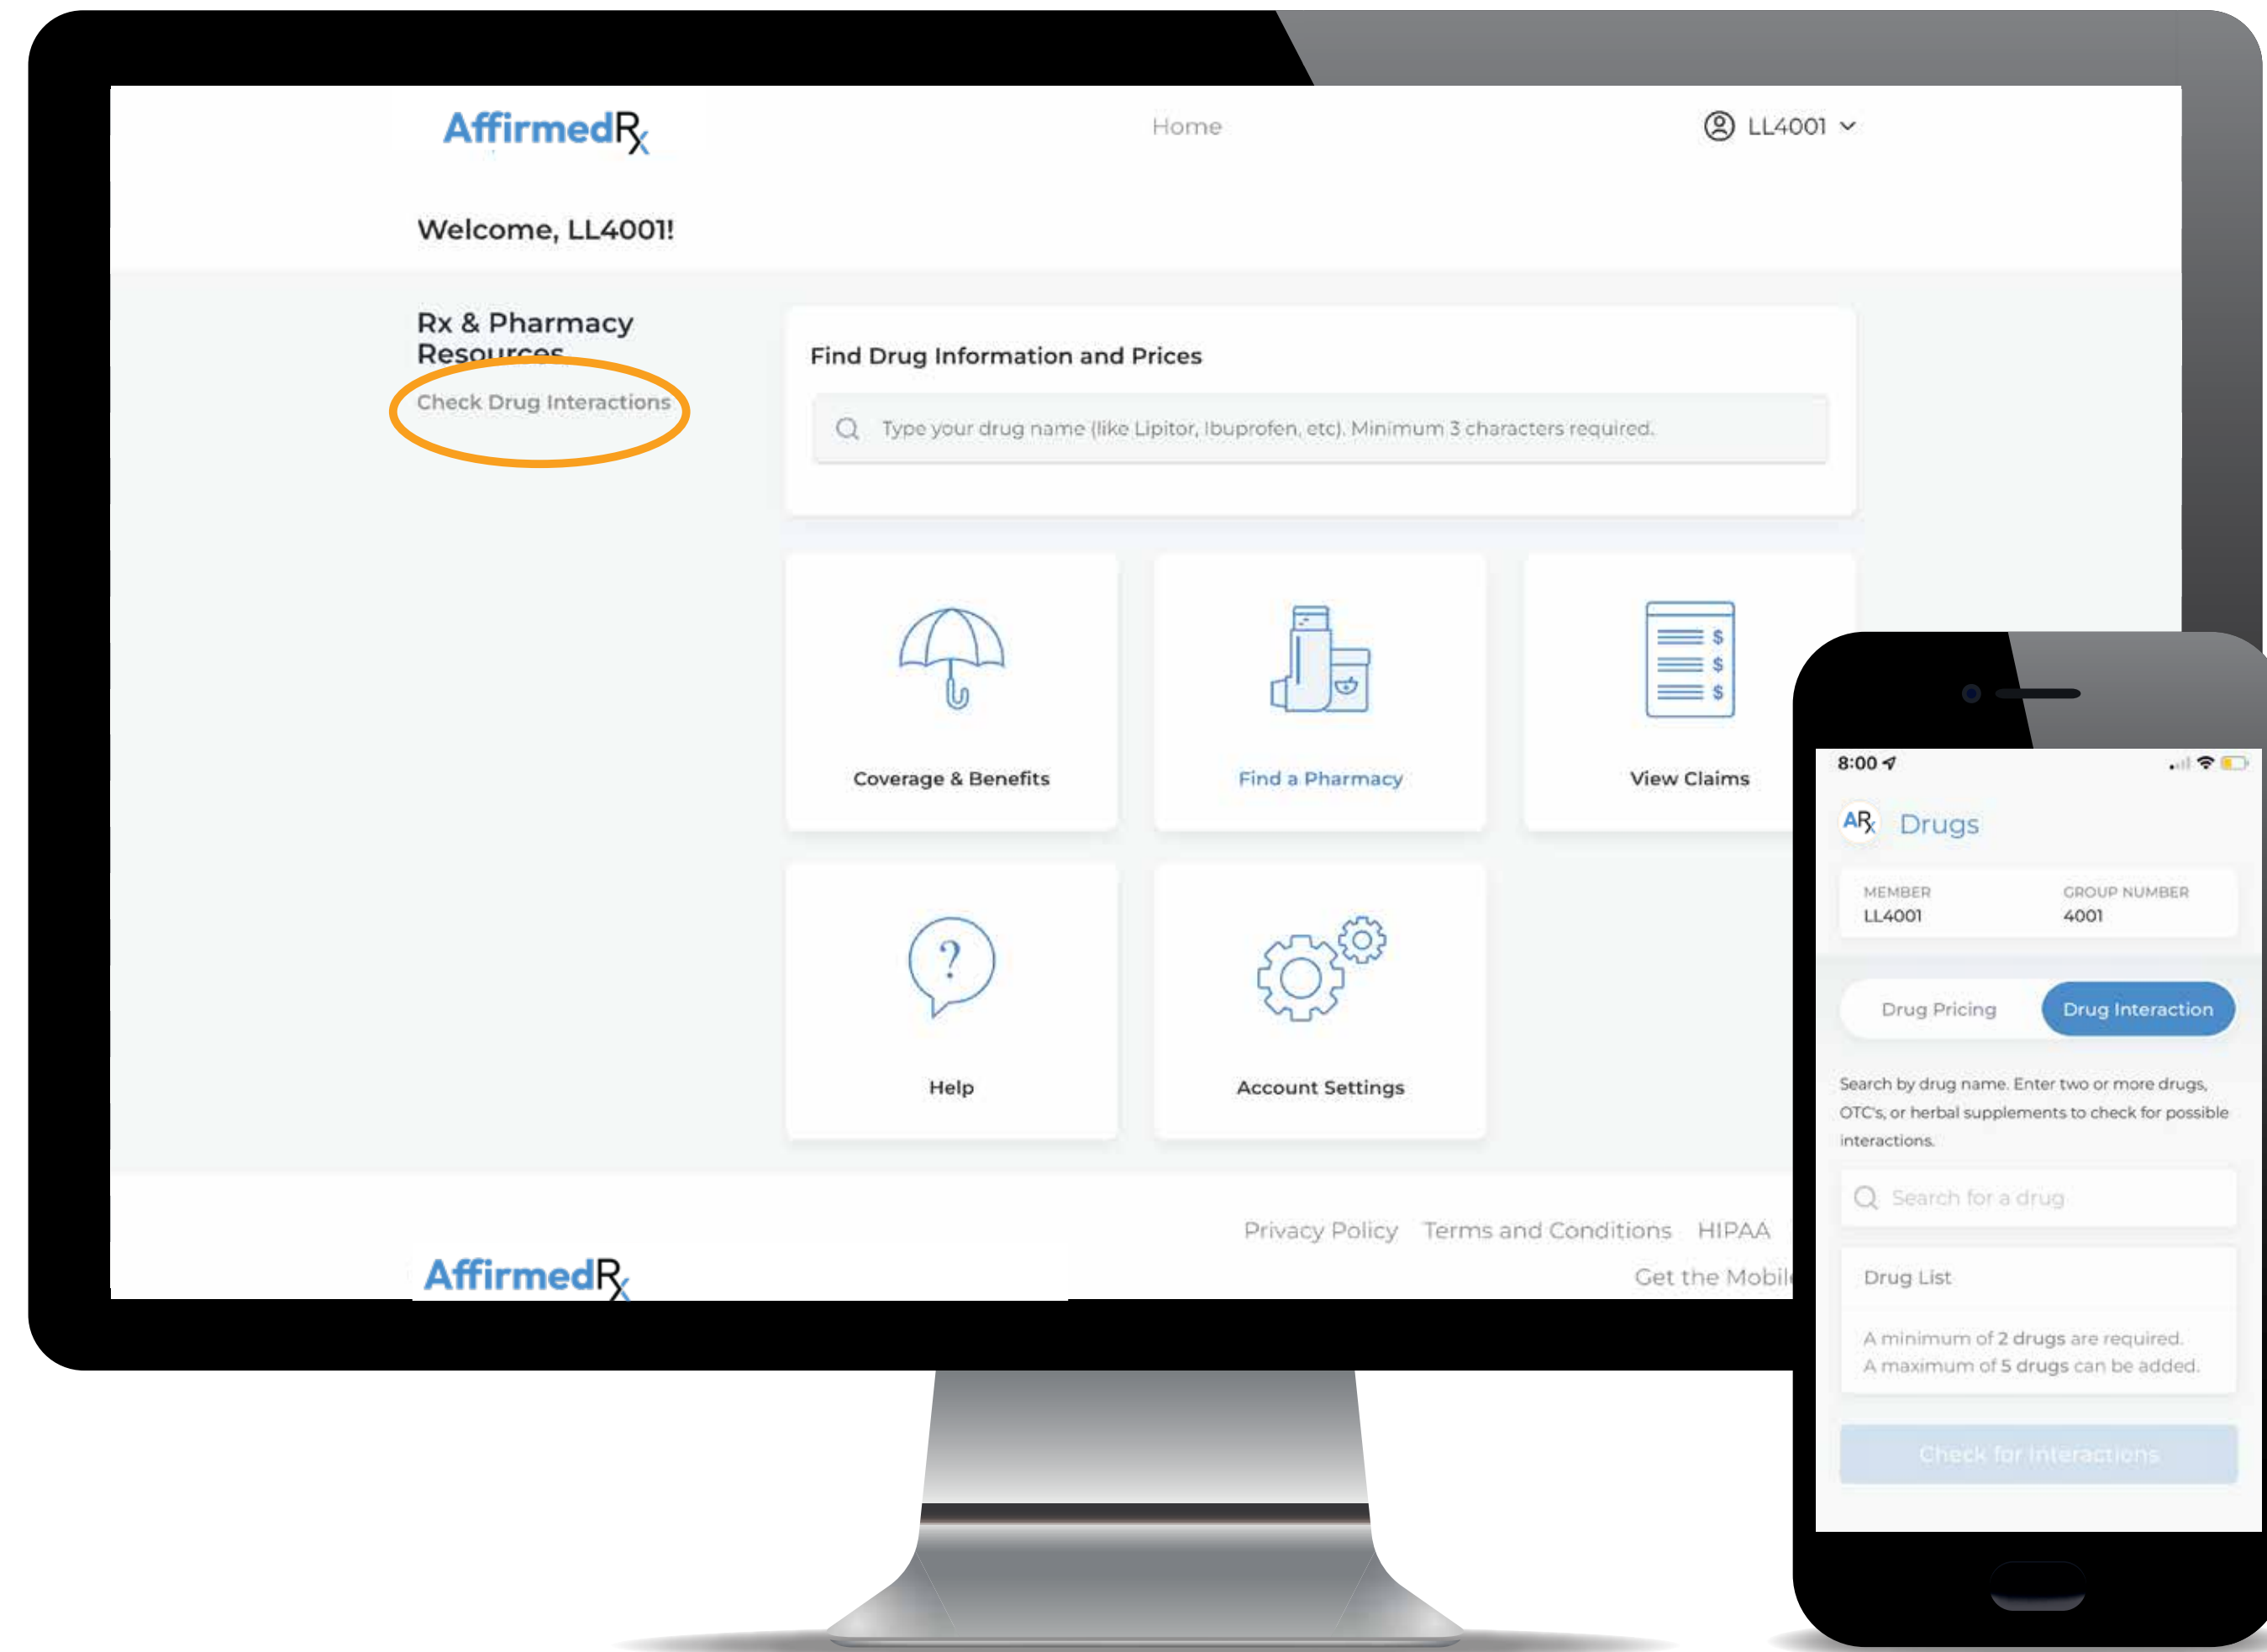 AffirmedRx
Home
LL4001
Welcome, LL4001!
Rx & Pharmacy
Resources
Check Drug Interactions
Find Drug Information and Prices
Type your drug name (like Lipitor, Ibuprofen, etc). Minimum 3 characters required.
$
$
$
Coverage & Benefits
Find a Pharmacy
View Claims
?
Help
Account Settings
Privacy Policy Terms and Conditions HIPAA
Get the Mobile
AffirmedRx
8:00
ARx Drugs
MEMBER GROUP NUMBER
LL4001 4001
Drug Pricing Drug Interaction
Search by drug name. Enter two or more drugs,
OTC's, or herbal supplements to check for possible
interactions.
Search for a drug
Drug List
A minimum of 2 drugs are required.
A maximum of 5 drugs can be added.
Check for Interactions